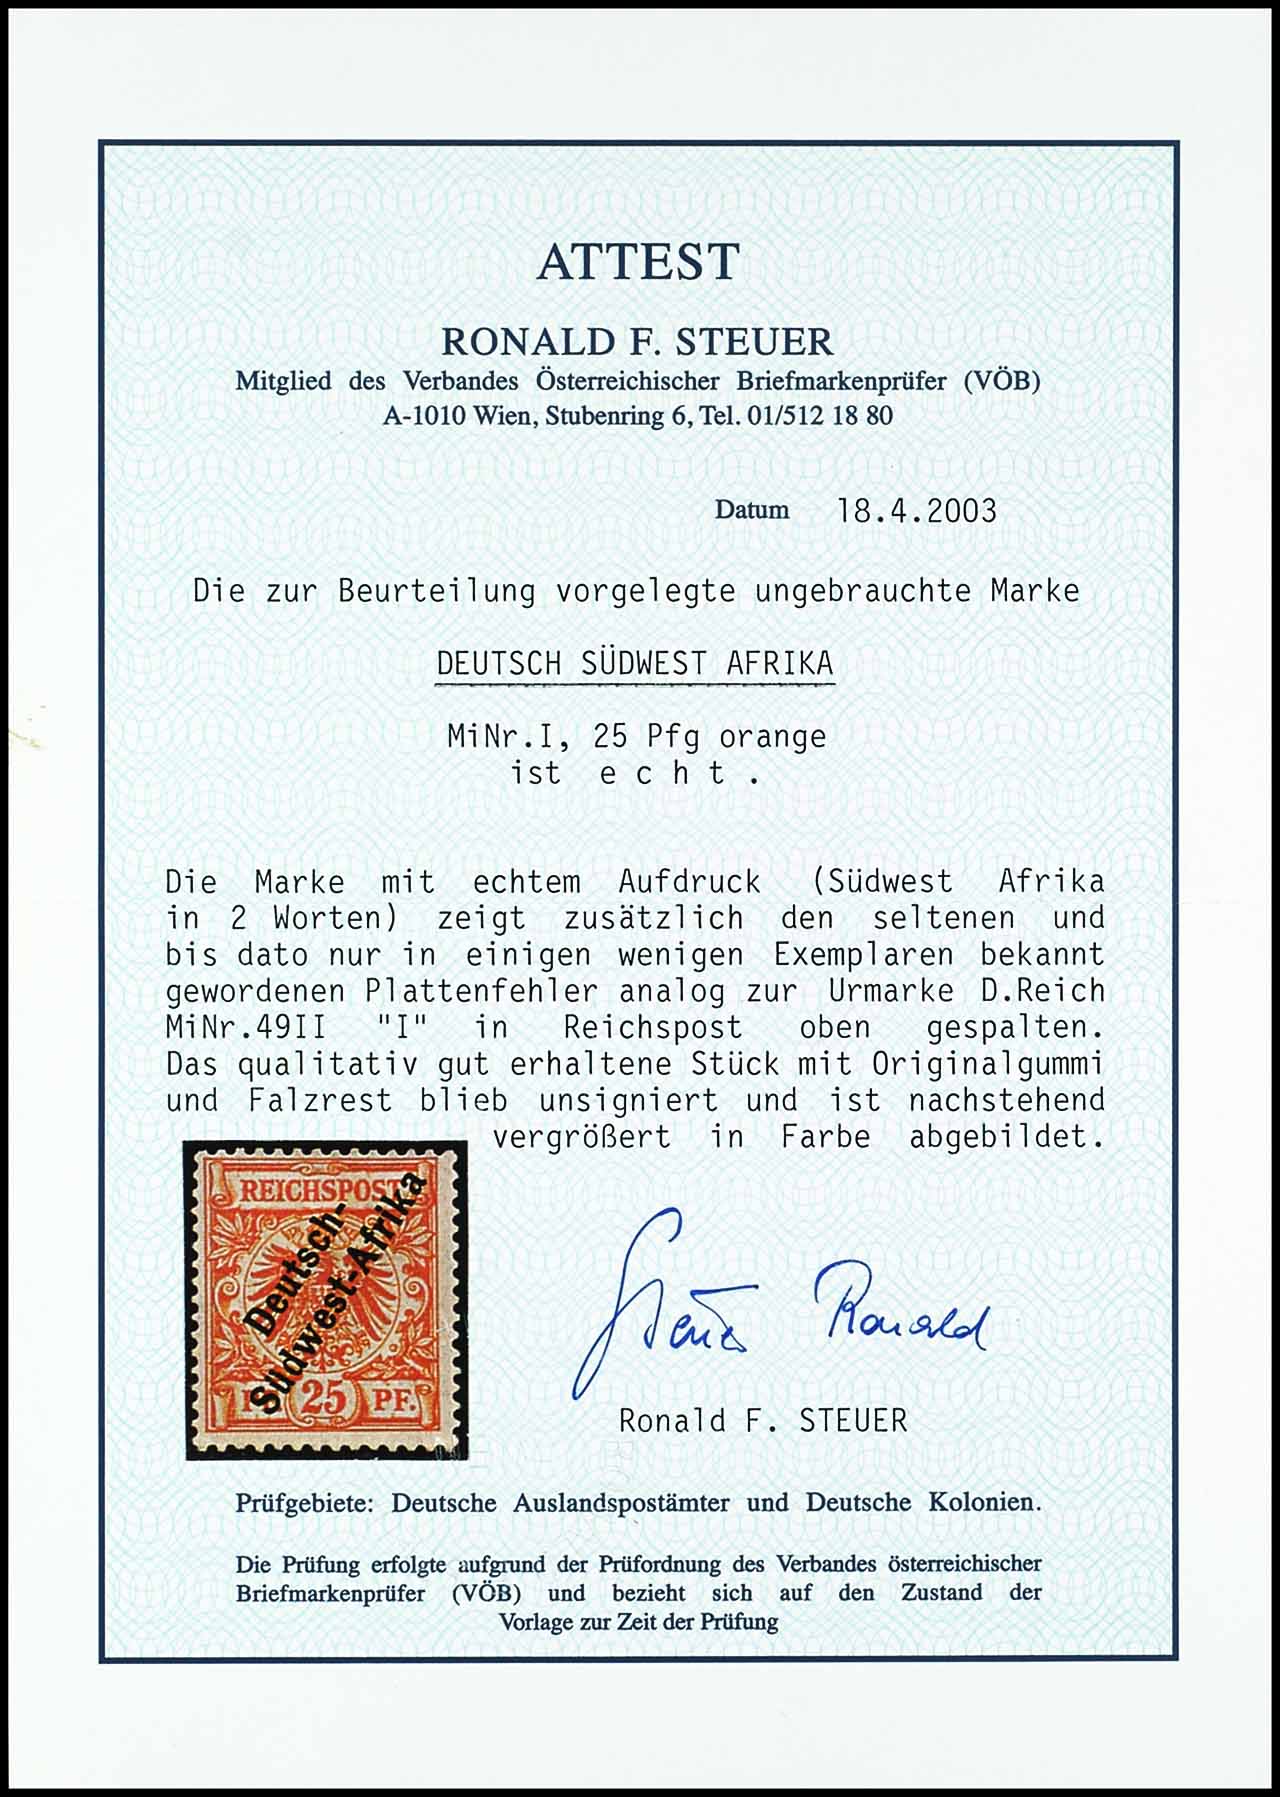 ATTEST
RONALD F. STEUER
Mitglied des Verbandes Österreichischer Briefmarkenprüfer (VÖB)
A-1010 Wien, Stubenring 6, Tel. 01/512 18 80
Datum 18.4.2003
Die zur Beurteilung vorgelegte ungebrauchte Marke
DEUTSCH SÜDWEST AFRIKA
MiNr.I, 25 Pfg orange
ist e c h t .
Die Marke mit echtem Aufdruck (Südwest Afrika
in 2 Worten) zeigt zusätzlich den seltenen und
bis dato nur in einigen wenigen Exemplaren bekannt
gewordenen Plattenfehler analog zur Urmarke D.Reich
MiNr.49II "I" in Reichspost oben gespalten.
Das qualitativ gut erhaltene Stück mit Originalgummi
und Falzrest blieb unsigniert und ist nachstehend
vergrößert in Farbe abgebildet.
REICHSPOST
Deutsch-
Südwest-Afrika
25 PF.
Steuer Ronald
Ronald F. STEUER
Prüfgebiete: Deutsche Auslandspostämter und Deutsche Kolonien.
Die Prüfung erfolgte aufgrund der Prüfordnung des Verbandes österreichischer
Briefmarkenprüfer (VÖB) und bezieht sich auf den Zustand der
Vorlage zur Zeit der Prüfung